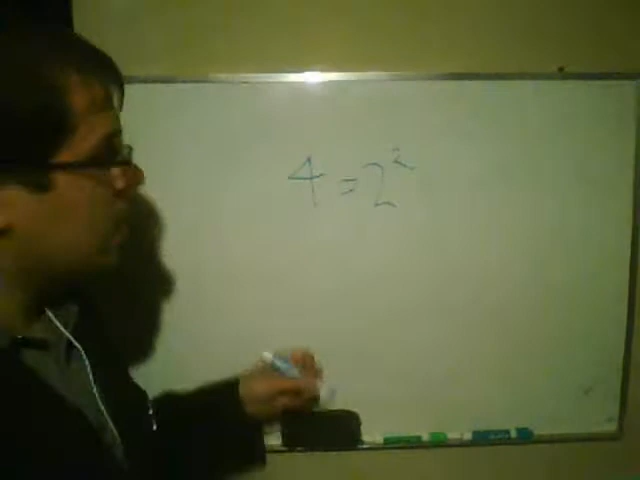 4 = 2²